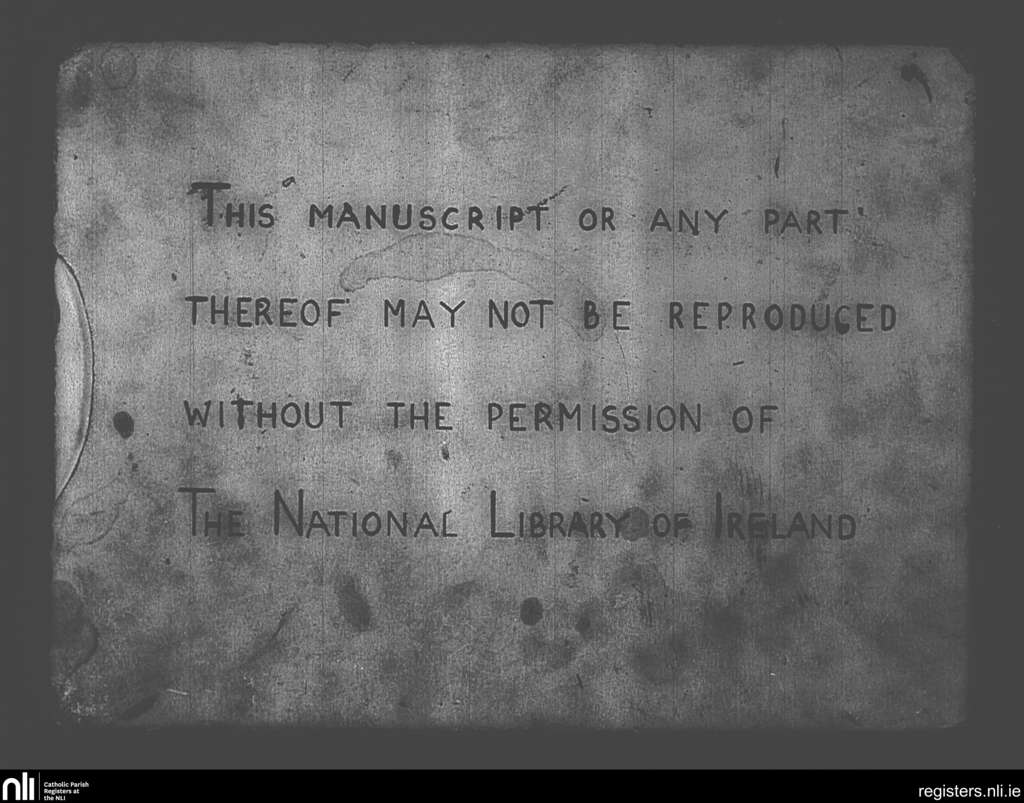 THIS MANUSCRIPT OR ANY PART
THEREOF MAY NOT BE REPRODUCED
WITHOUT THE PERMISSION OF
THE NATIONAL LIBRARY OF IRELAND
nli
Catholic Parish
Registers at
the NLI
registers.nli.ie